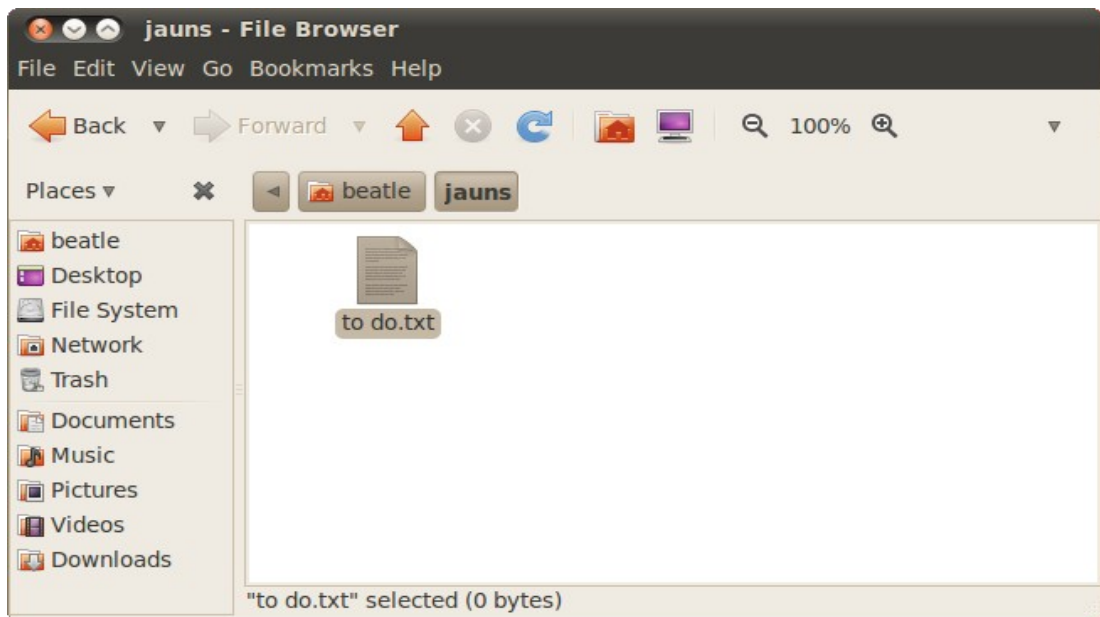 jauns - File Browser
File Edit View Go Bookmarks Help
Back Forward 100%
Places beatle jauns
beatle
Desktop
File System
Network
Trash
Documents
Music
Pictures
Videos
Downloads
to do.txt
"to do.txt" selected (0 bytes)